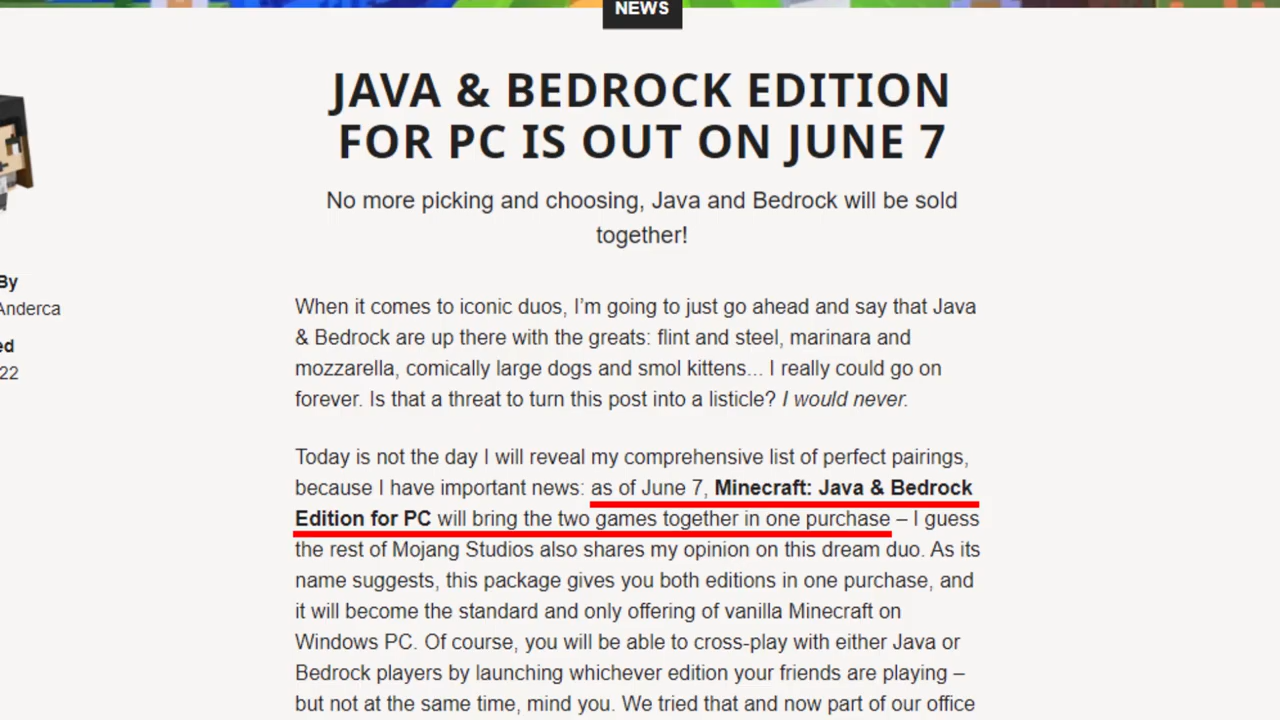 NEWS
JAVA & BEDROCK EDITION
FOR PC IS OUT ON JUNE 7
No more picking and choosing, Java and Bedrock will be sold
together!
By
Anderca
ed
22
When it comes to iconic duos, I’m going to just go ahead and say that Java
& Bedrock are up there with the greats: flint and steel, marinara and
mozzarella, comically large dogs and smol kittens... I really could go on
forever. Is that a threat to turn this post into a listicle? I would never.
Today is not the day I will reveal my comprehensive list of perfect pairings,
because I have important news: as of June 7, Minecraft: Java & Bedrock
Edition for PC will bring the two games together in one purchase – I guess
the rest of Mojang Studios also shares my opinion on this dream duo. As its
name suggests, this package gives you both editions in one purchase, and
it will become the standard and only offering of vanilla Minecraft on
Windows PC. Of course, you will be able to cross-play with either Java or
Bedrock players by launching whichever edition your friends are playing –
but not at the same time, mind you. We tried that and now part of our office